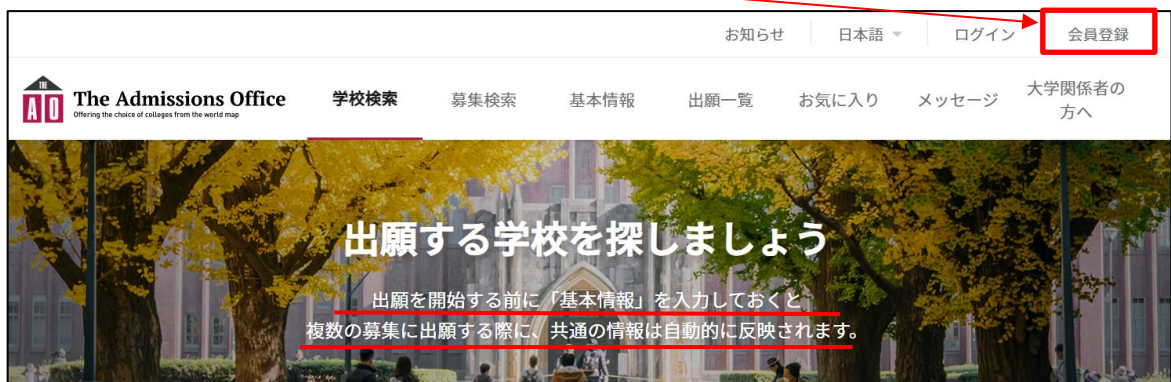 お知らせ 日本語 ログイン 会員登録
THE
AO
The Admissions Office
Offering the choice of colleges from the world map
学校検索 募集検索 基本情報 出願一覧 お気に入り メッセージ 大学関係者の
方へ
出願する学校を探しましょう
出願を開始する前に「基本情報」を入力しておくと
複数の募集に出願する際に、共通の情報は自動的に反映されます。